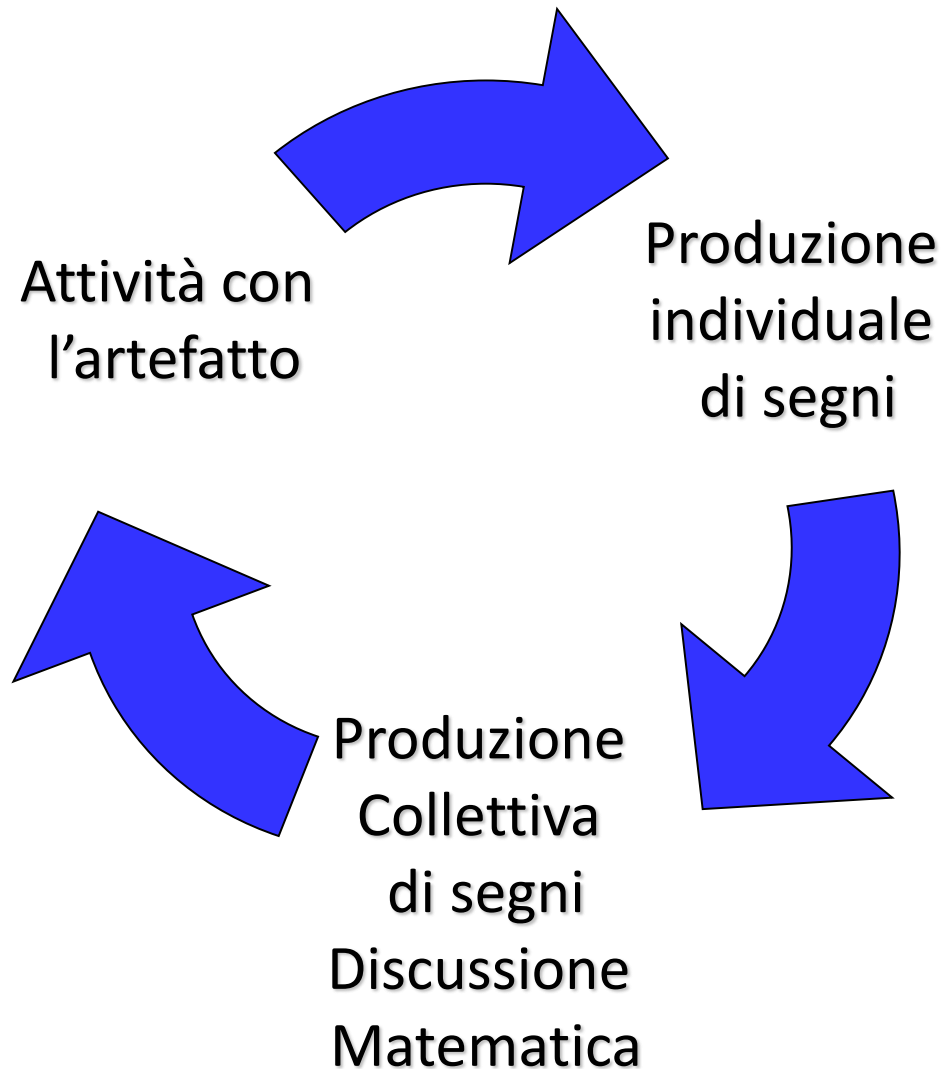 Attività con
l’artefatto
Produzione
individuale
di segni
Produzione
Collettiva
di segni
Discussione
Matematica